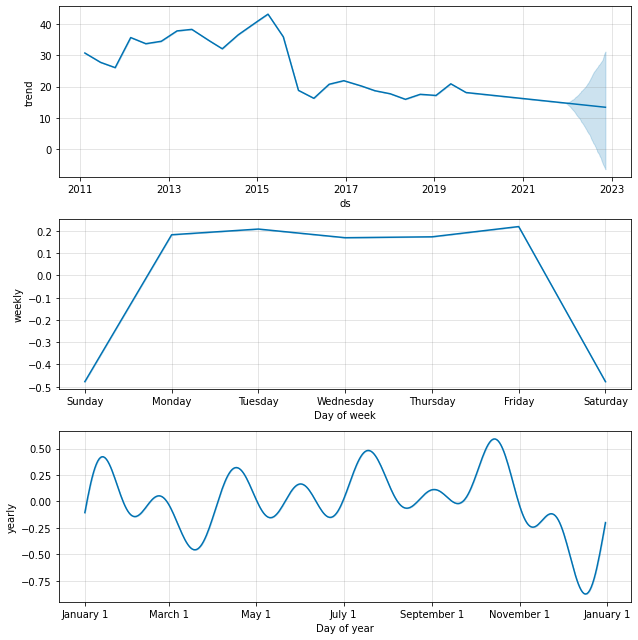 40
30
20
10
0
trend
2011
2013
2015
2017
2019
2021
2023
ds
0.2
0.1
0.0
−0.1
−0.2
−0.3
−0.4
−0.5
weekly
Sunday
Monday
Tuesday
Wednesday
Thursday
Friday
Saturday
Day of week
0.50
0.25
0.00
−0.25
−0.50
−0.75
yearly
January 1
March 1
May 1
July 1
September 1
November 1
January 1
Day of year